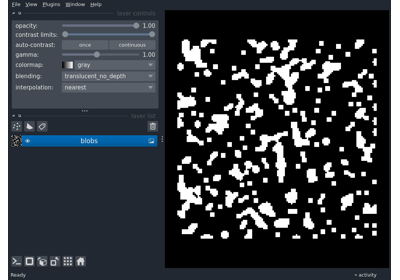 File View Plugins Window Help
layer controls
opacity: 1.00
contrast limits:
auto-contrast: once continuous
gamma: 1.00
colormap: gray
blending: translucent_no_depth
interpolation: nearest
layer list
blobs
Ready
activity